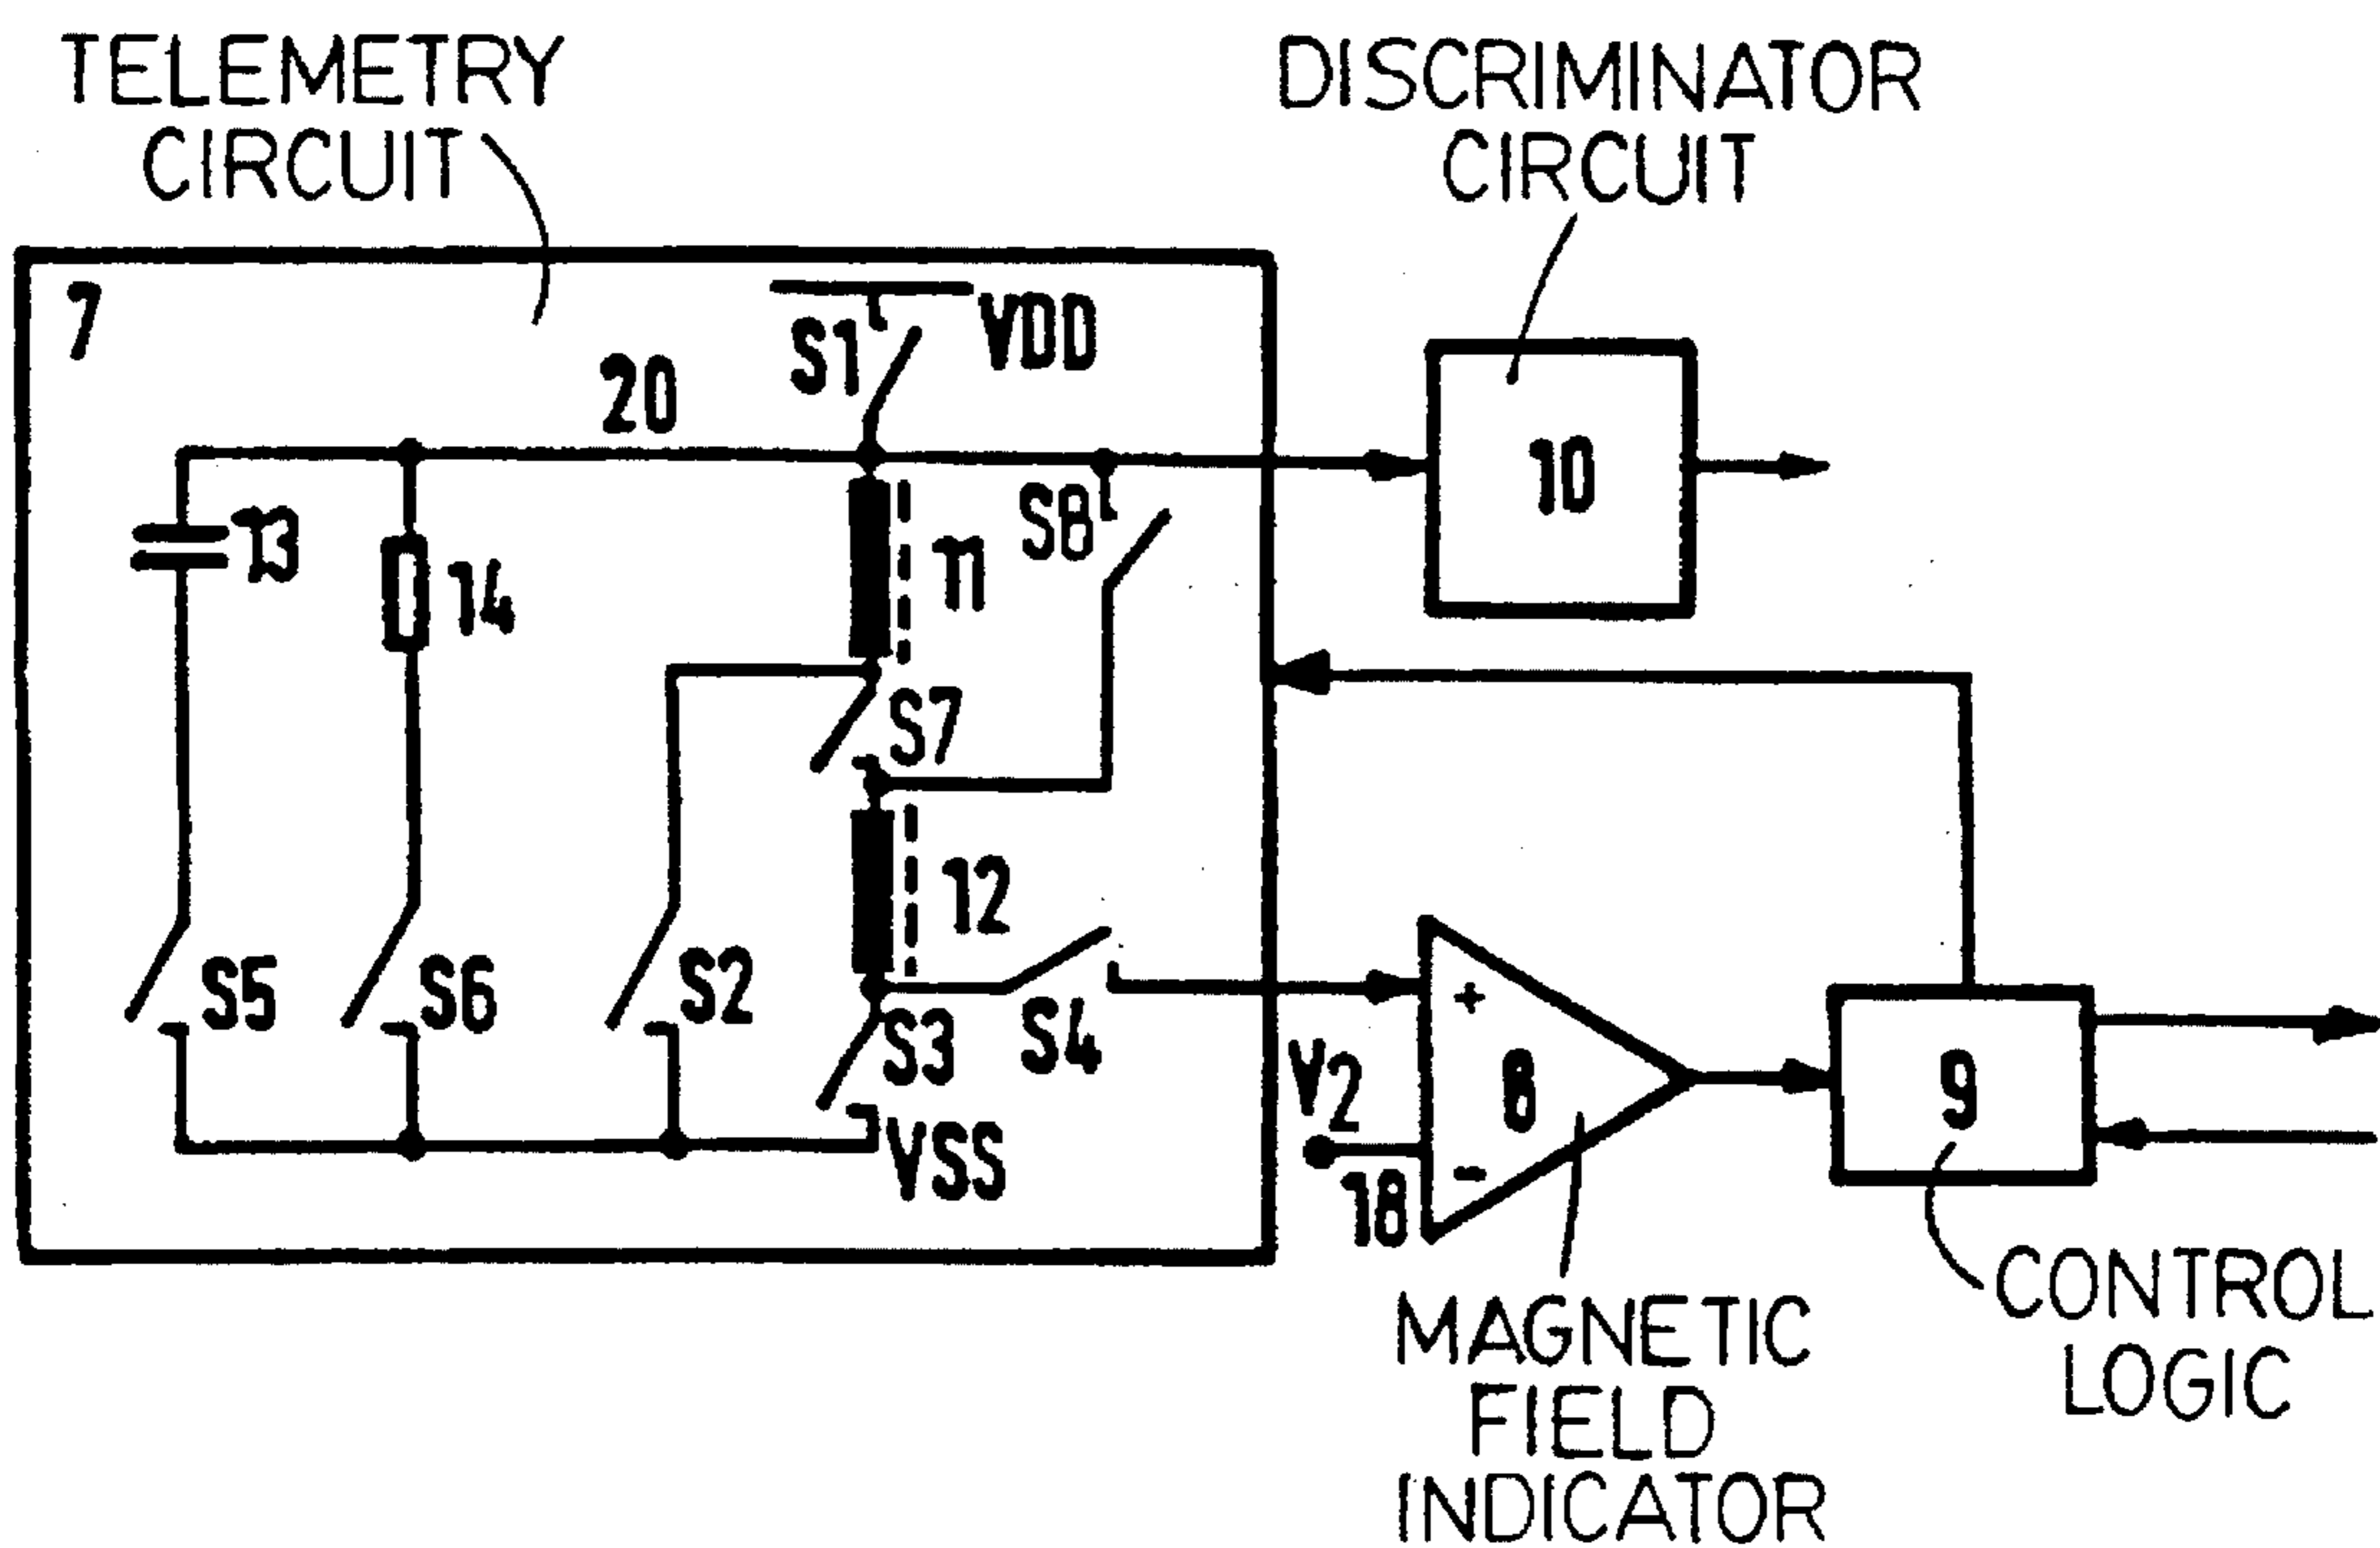 TELEMETRY
CIRCUIT
DISCRIMINATOR
CIRCUIT
7
S1
VDD
20
10
13
14
11
S8
S7
12
S5
S6
S2
S3
S4
VSS
V2
18
+
-
8
9
MAGNETIC
FIELD
INDICATOR
CONTROL
LOGIC